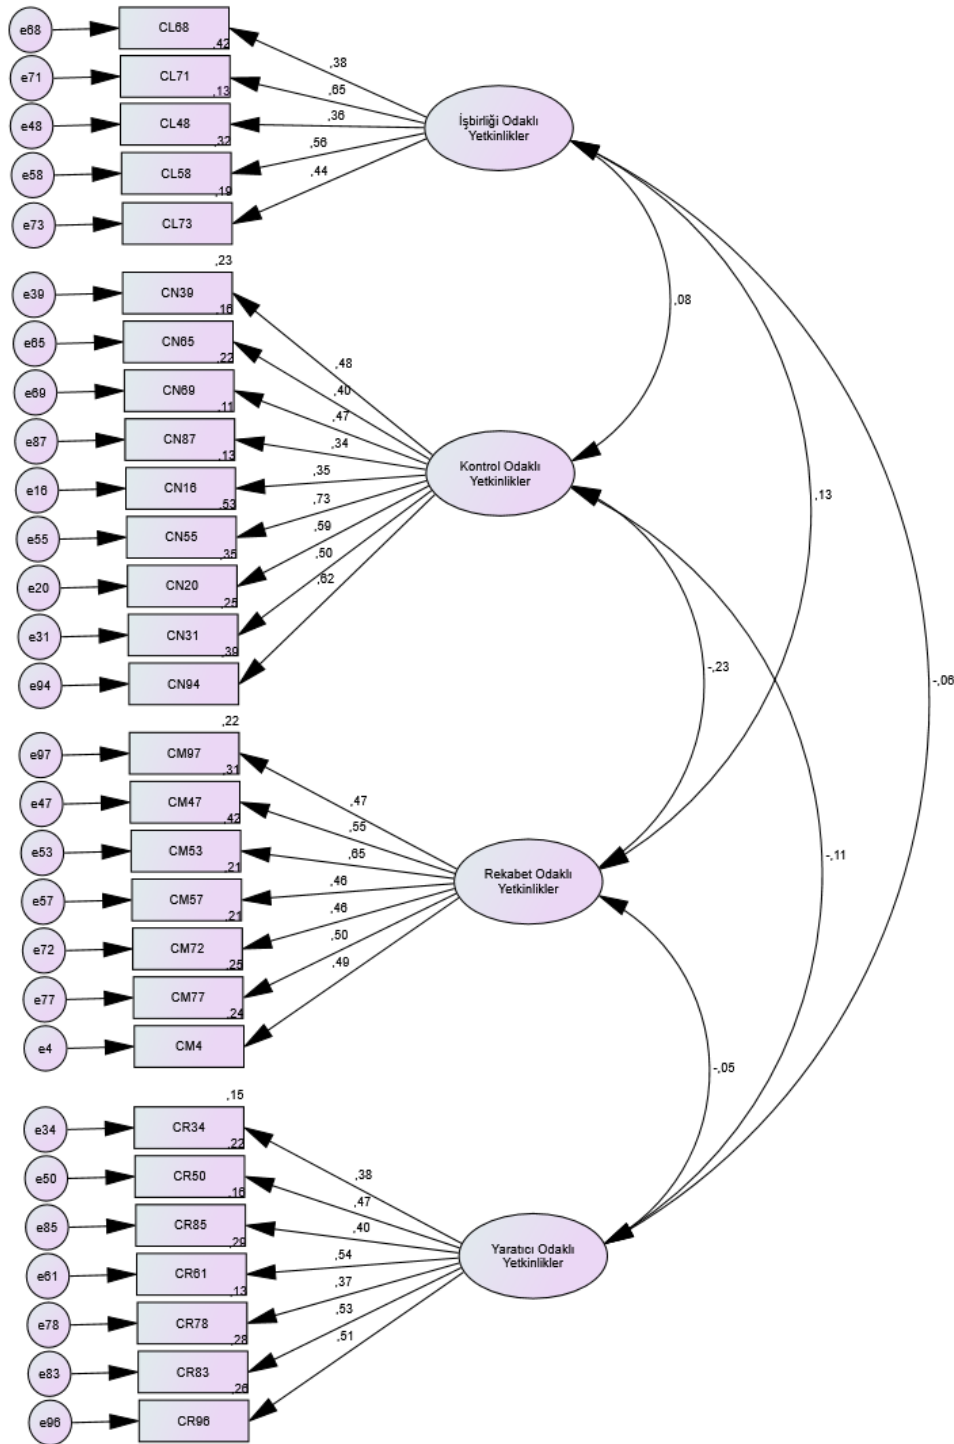 e68
CL68
,42
,38
e71
CL71
,13
,65
e48
CL48
,32
,36
e58
CL58
,19
,56
e73
CL73
,44
İşbirliği Odaklı
Yetkinlikler
,23
e39
CN39
,16
,48
e65
CN65
,22
,40
e69
CN69
,11
,47
e87
CN87
,13
,34
e16
CN16
,53
,35
e55
CN55
,35
,73
e20
CN20
,25
,59
e31
CN31
,39
,50
e94
CN94
,62
Kontrol Odaklı
Yetkinlikler
,08
,13
-,23
-,06
-,11
,22
e97
CM97
,31
,47
e47
CM47
,42
,55
e53
CM53
,21
,65
e57
CM57
,21
,46
e72
CM72
,25
,46
e77
CM77
,24
,50
e4
CM4
,49
Rekabet Odaklı
Yetkinlikler
-,05
,15
e34
CR34
,22
,38
e50
CR50
,16
,47
e85
CR85
,29
,40
e61
CR61
,13
,54
e78
CR78
,28
,37
e83
CR83
,26
,53
e96
CR96
,51
Yaratıcı Odaklı
Yetkinlikler